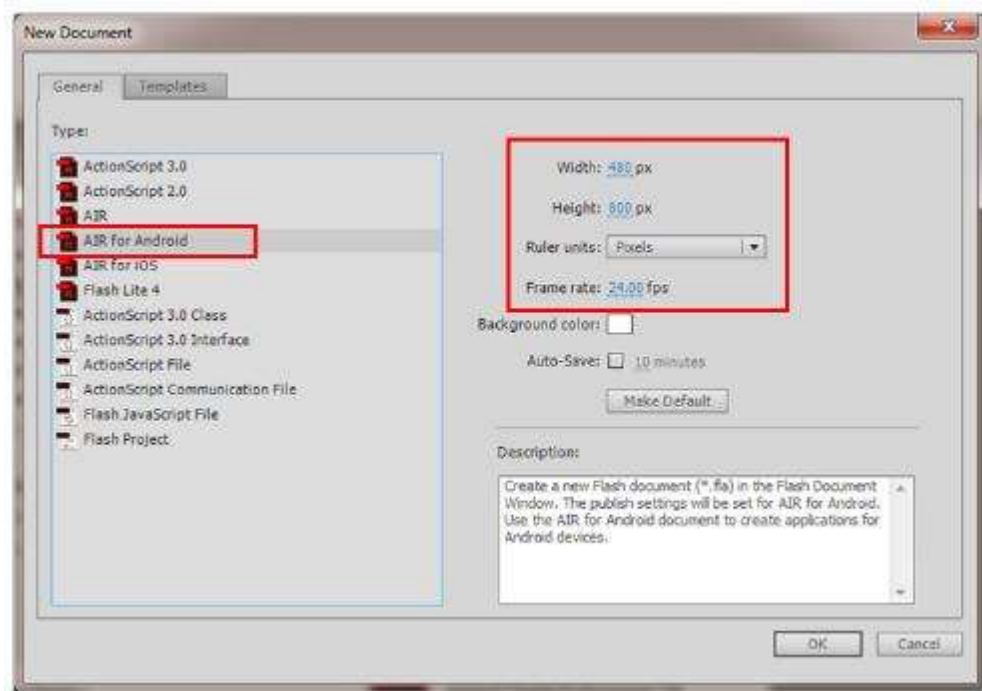 New Document
General
Templates
Type:
ActionScript 3.0
ActionScript 2.0
AIR
AIR for Android
AIR for iOS
Flash Lite 4
ActionScript 3.0 Class
ActionScript 3.0 Interface
ActionScript File
ActionScript Communication File
Flash JavaScript File
Flash Project
Width: 480 px
Height: 800 px
Ruler units: Pixels
Frame rate: 24.00 fps
Background color:
Auto-Save: 10 minutes
Make Default
Description:
Create a new Flash document (*.fla) in the Flash Document
Window. The publish settings will be set for AIR for Android.
Use the AIR for Android document to create applications for
Android devices.
OK
Cancel